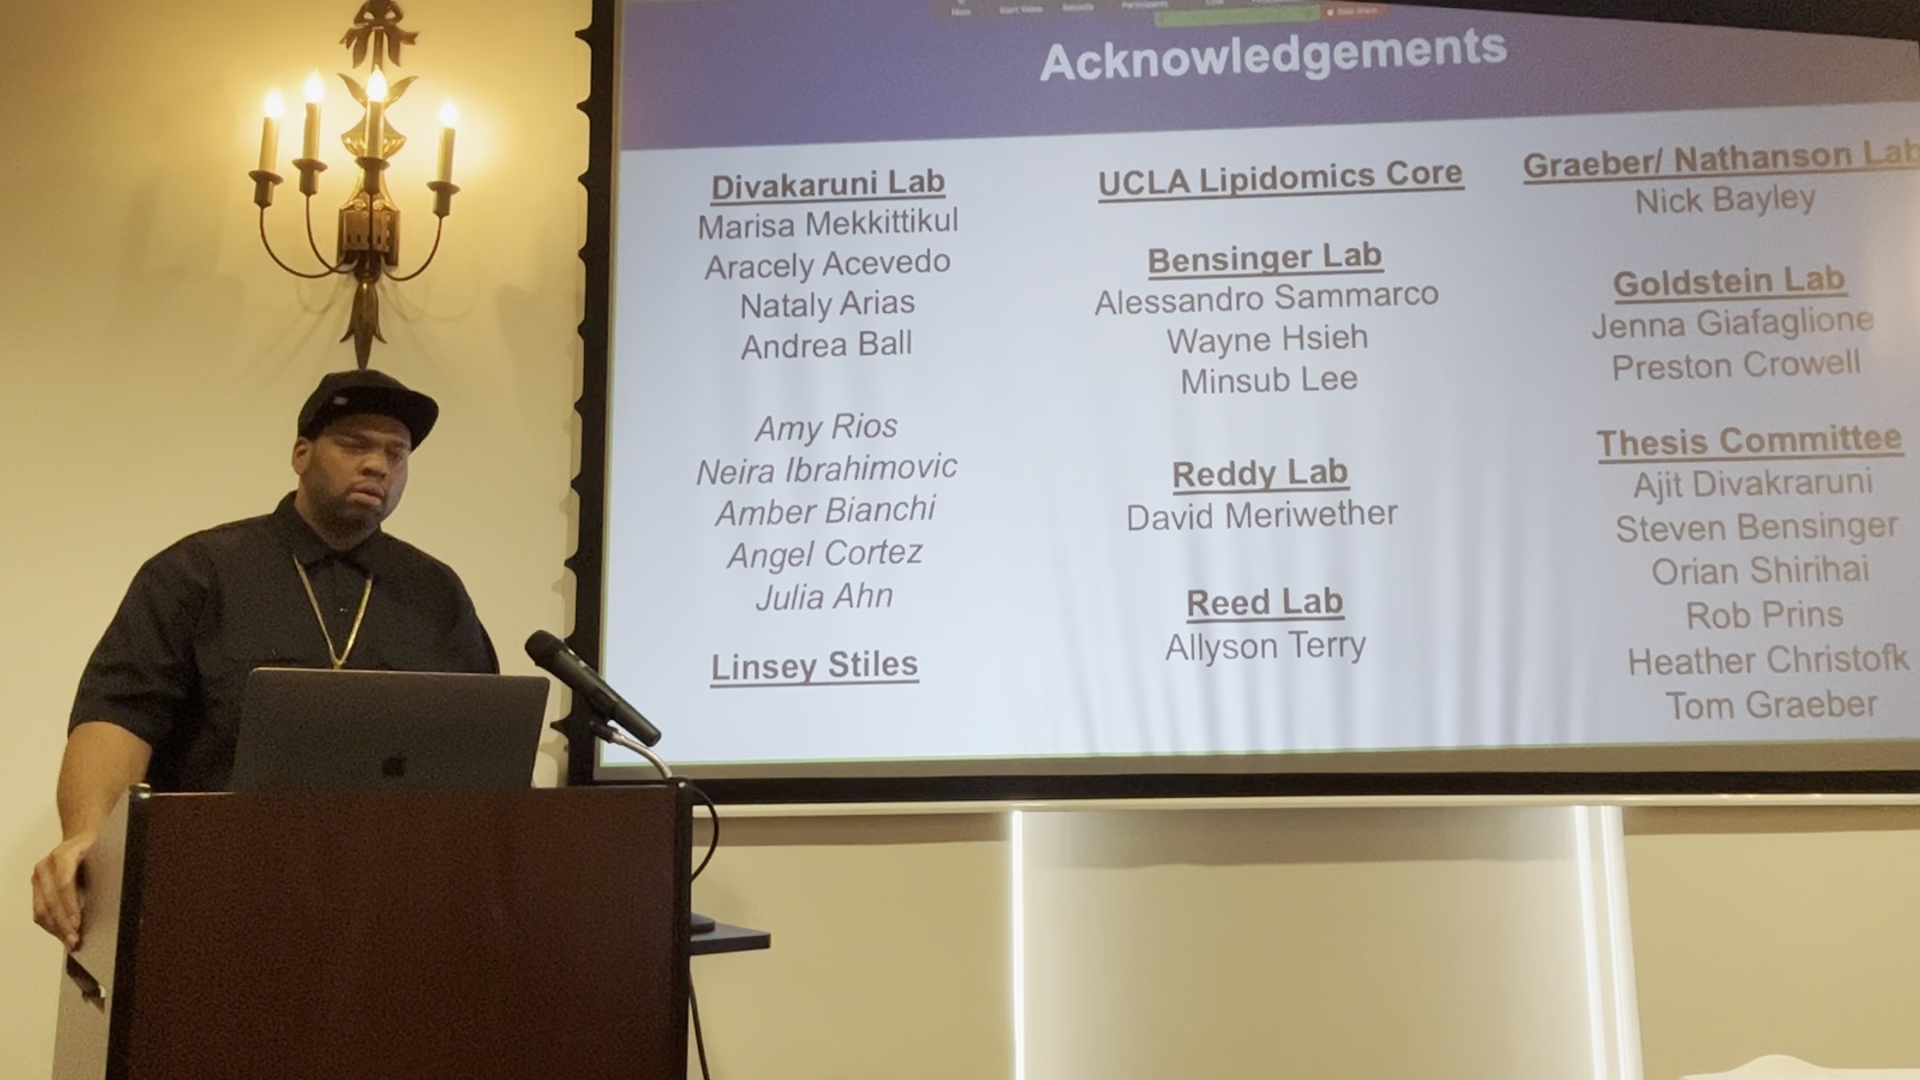 Acknowledgements
Divakaruni Lab
Marisa Mekkittikul
Aracely Acevedo
Nataly Arias
Andrea Ball
Amy Rios
Neira Ibrahimovic
Amber Bianchi
Angel Cortez
Julia Ahn
Linsey Stiles
UCLA Lipidomics Core
Bensinger Lab
Alessandro Sammarco
Wayne Hsieh
Minsub Lee
Reddy Lab
David Meriwether
Reed Lab
Allyson Terry
Graeber/ Nathanson Lab
Nick Bayley
Goldstein Lab
Jenna Giafaglione
Preston Crowell
Thesis Committee
Ajit Divakraruni
Steven Bensinger
Orian Shirihai
Rob Prins
Heather Christofk
Tom Graeber